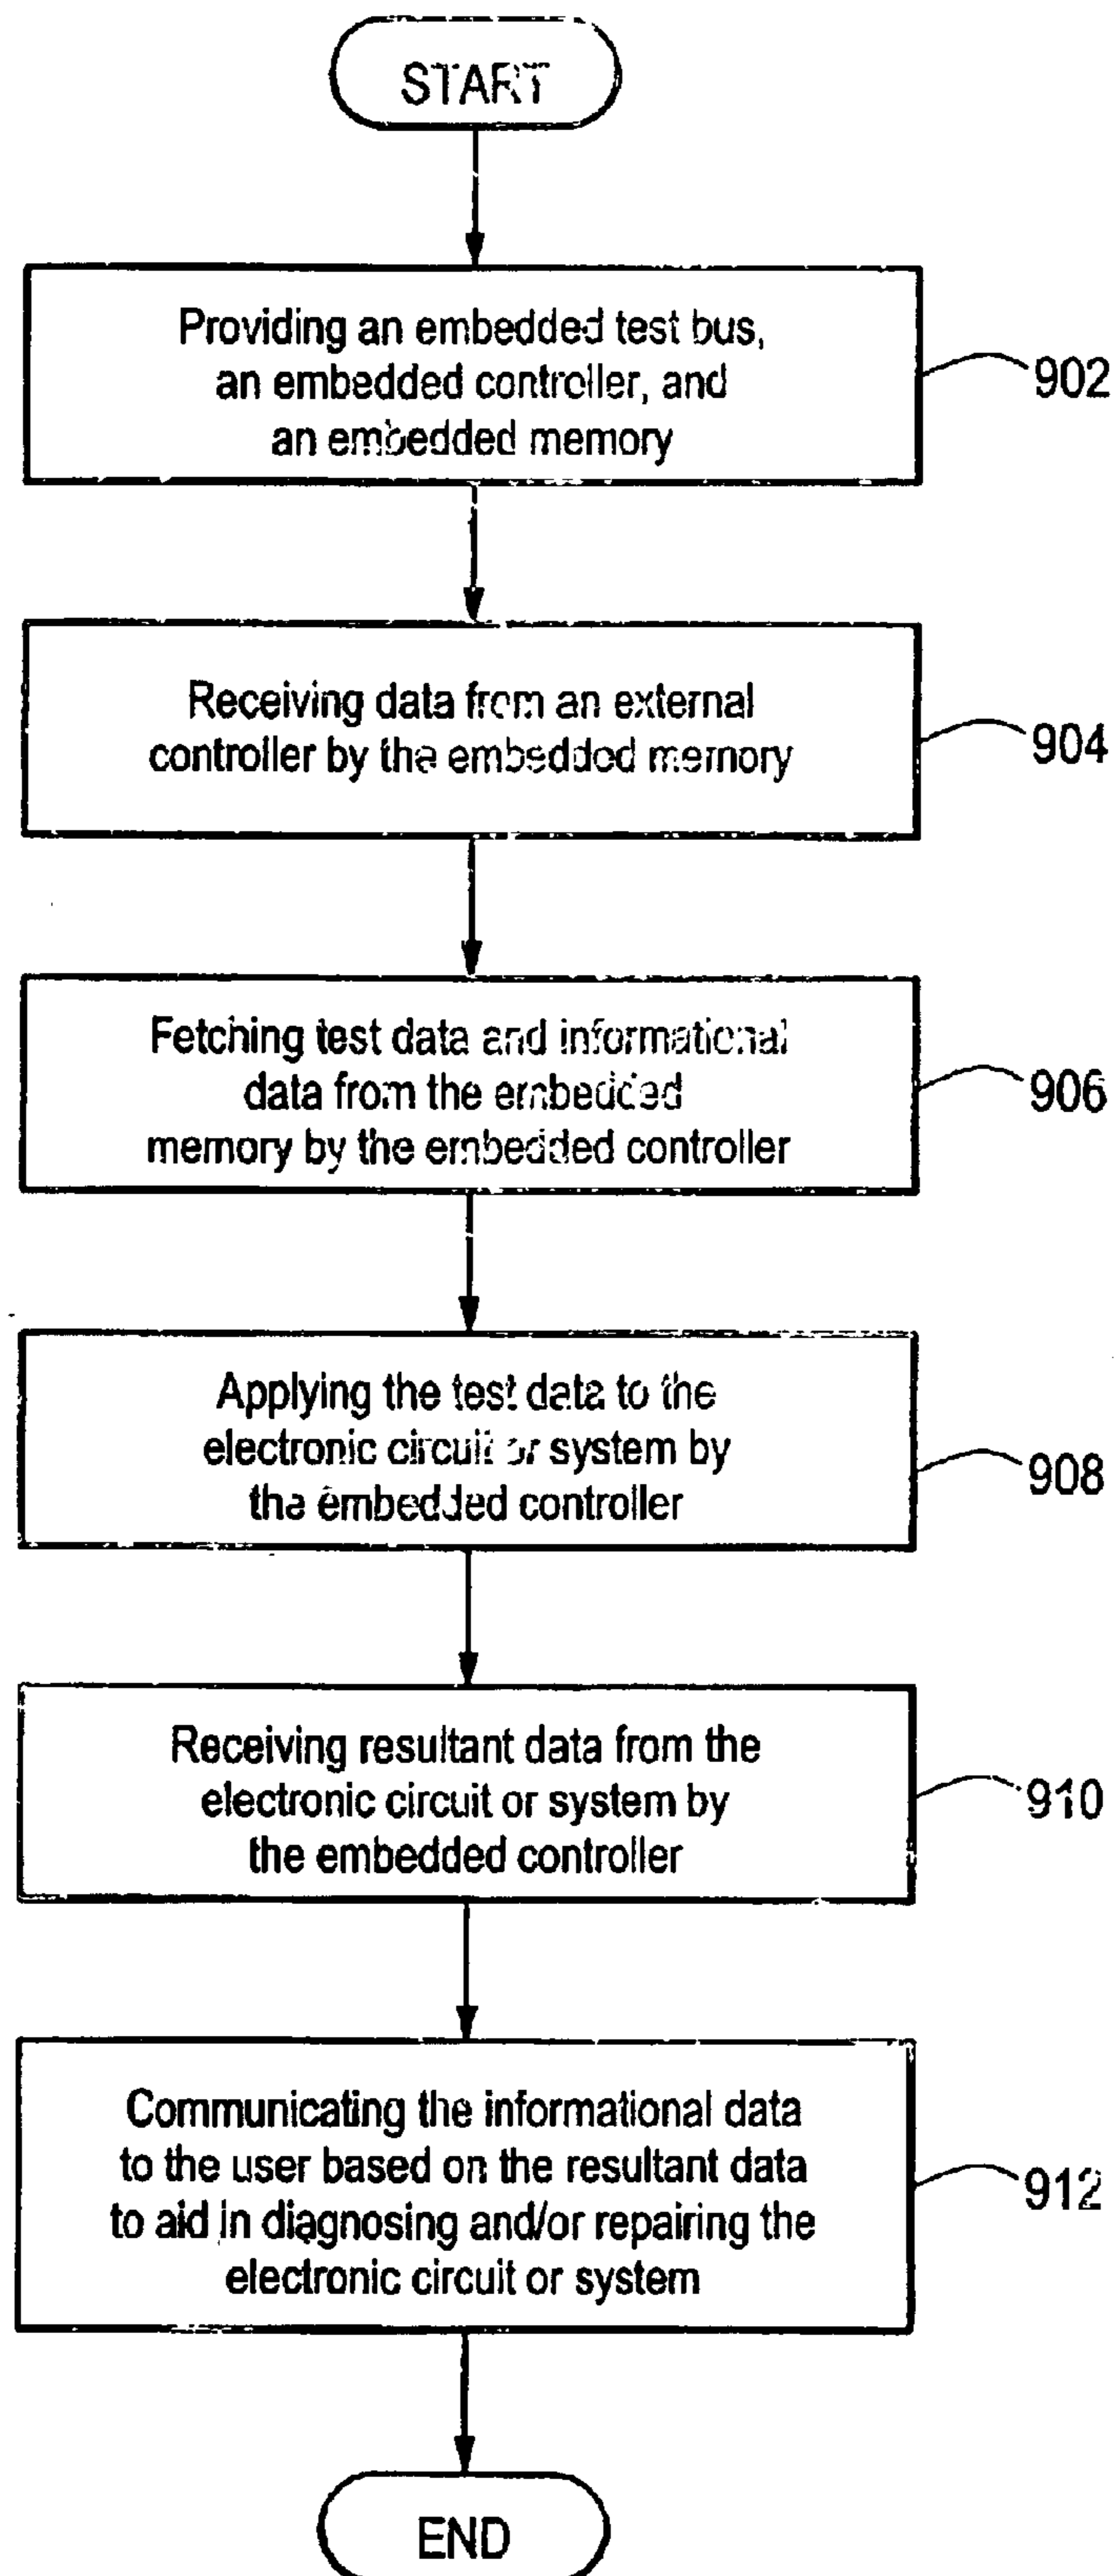 START
Providing an embedded test bus,
an embedded controller, and
an embedded memory
902
Receiving data from an external
controller by the embedded memory
904
Fetching test data and informational
data from the embedded
memory by the embedded controller
906
Applying the test data to the
electronic circuit or system by
the embedded controller
908
Receiving resultant data from the
electronic circuit or system by
the embedded controller
910
Communicating the informational data
to the user based on the resultant data
to aid in diagnosing and/or repairing the
electronic circuit or system
912
END